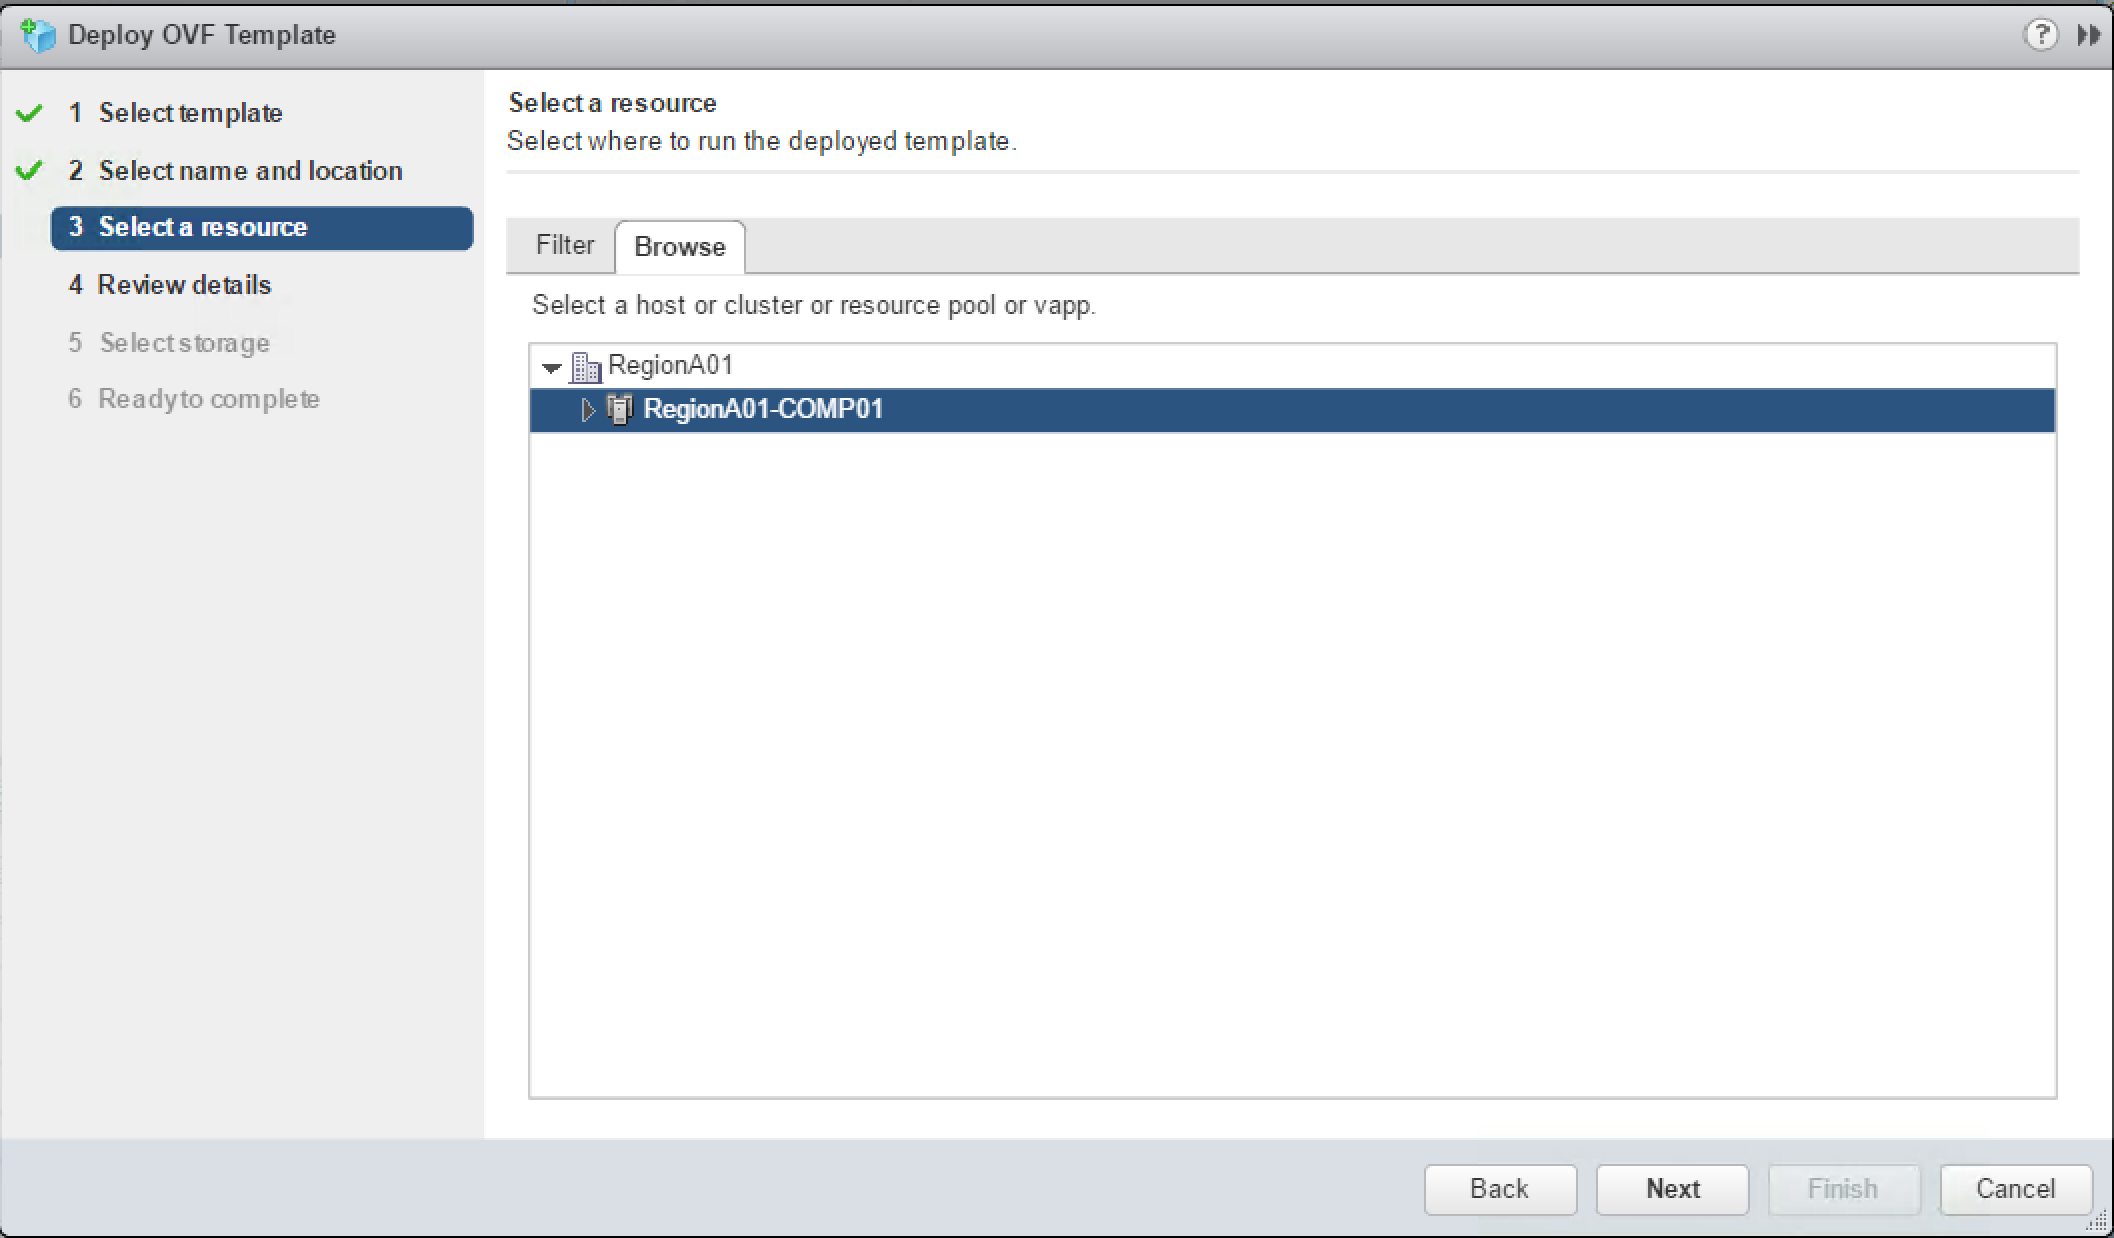 Deploy OVF Template
?
1 Select template
2 Select name and location
3 Select a resource
4 Review details
5 Select storage
6 Ready to complete
Select a resource
Select where to run the deployed template.
Filter
Browse
Select a host or cluster or resource pool or vapp.
RegionA01
RegionA01-COMP01
Back
Next
Finish
Cancel